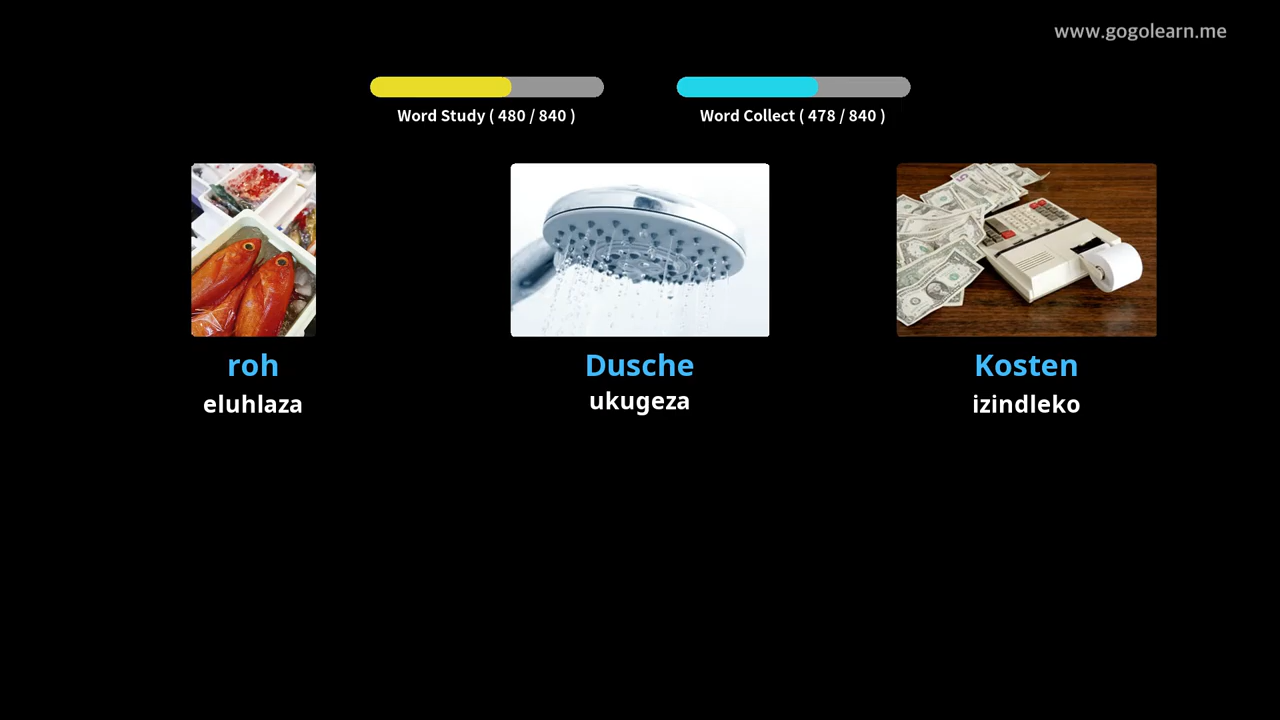 www.gogolearn.me
Word Study ( 480 / 840 )
Word Collect ( 478 / 840 )
roh
eluhlaza
Dusche
ukugeza
Kosten
izindleko